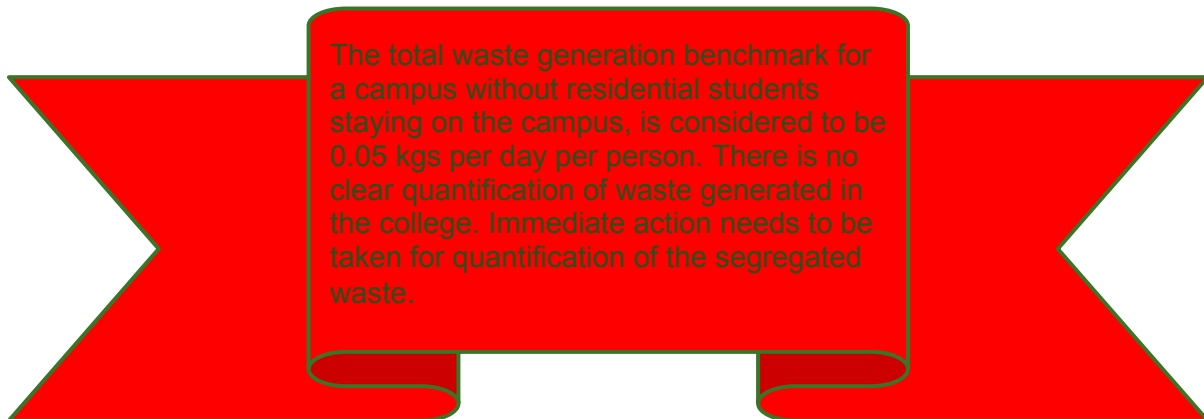 The total waste generation benchmark for
a campus without residential students
staying on the campus, is considered to be
0.05 kgs per day per person. There is no
clear quantification of waste generated in
the college. Immediate action needs to be
taken for quantification of the segregated
waste.